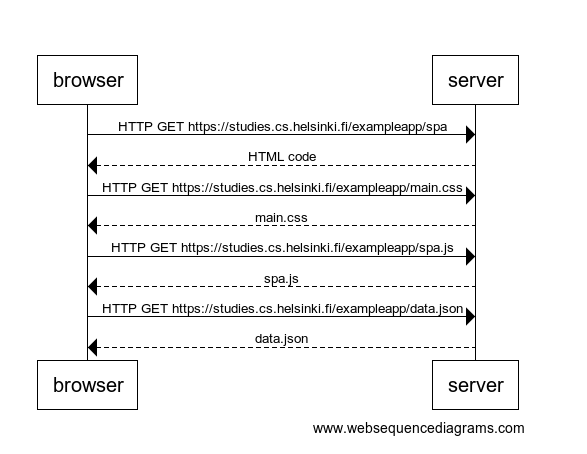 browser
server
HTTP GET https://studies.cs.helsinki.fi/exampleapp/spa
HTML code
HTTP GET https://studies.cs.helsinki.fi/exampleapp/main.css
main.css
HTTP GET https://studies.cs.helsinki.fi/exampleapp/spa.js
spa.js
HTTP GET https://studies.cs.helsinki.fi/exampleapp/data.json
data.json
browser
server
www.websequencediagrams.com